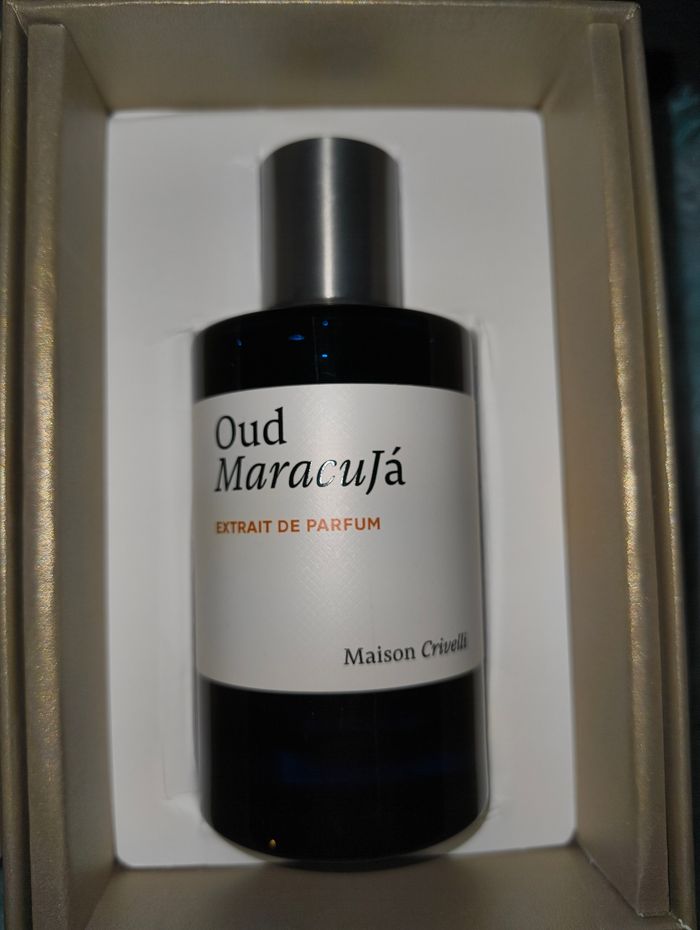 Oud
MaracuJá
EXTRAIT DE PARFUM
Maison Crivelli